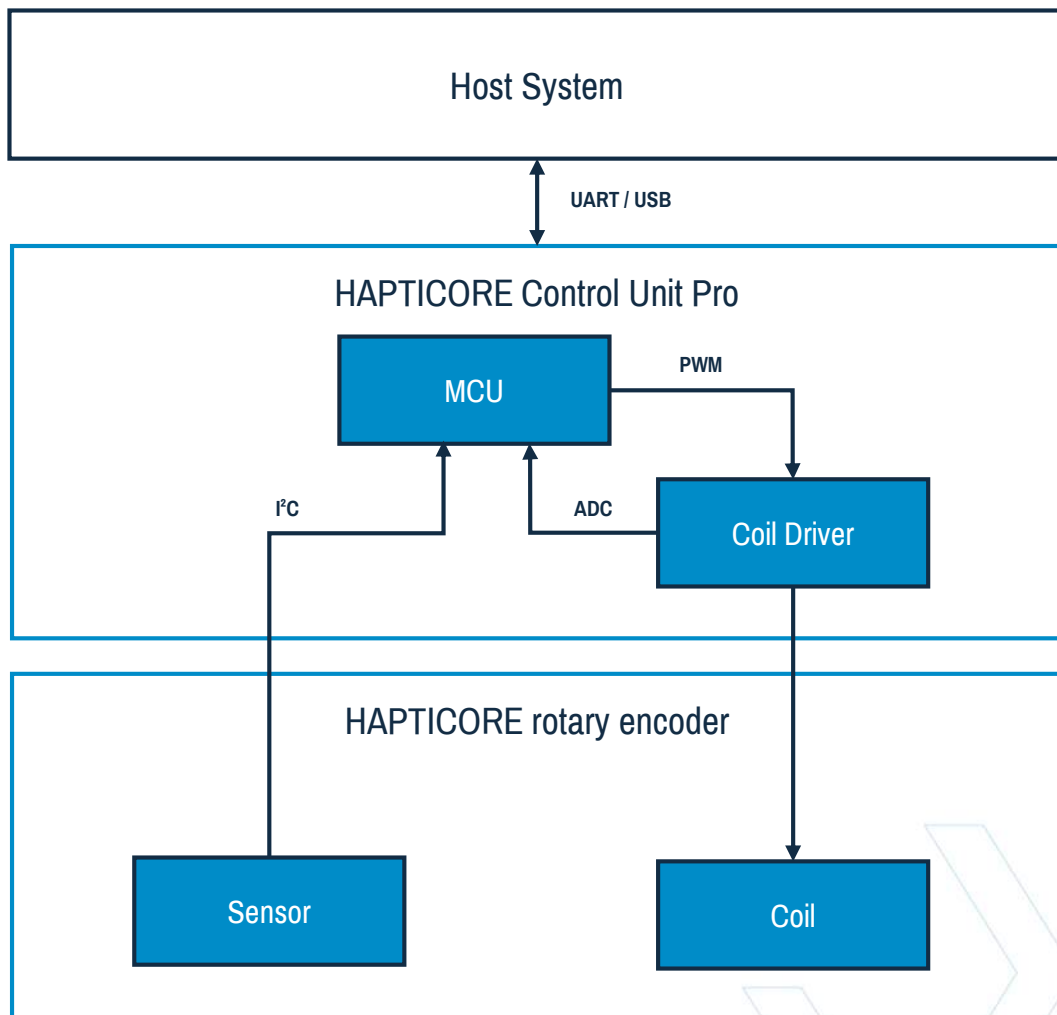 Host System
UART / USB
HAPTICORE Control Unit Pro
MCU
PWM
I²C
ADC
Coil Driver
HAPTICORE rotary encoder
Sensor
Coil